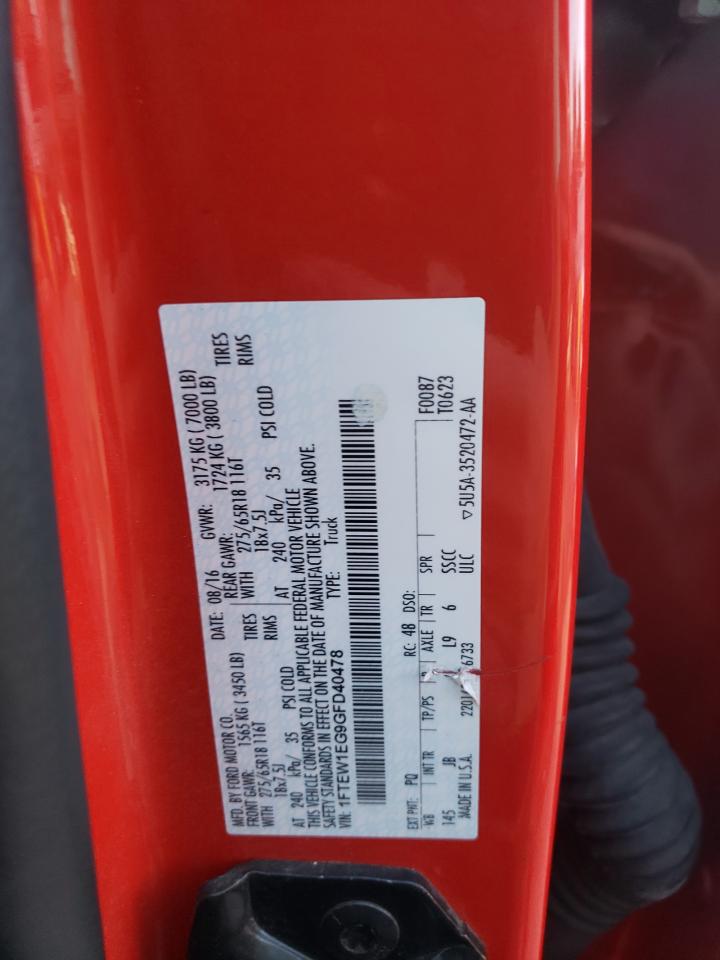 MFD. BY FORD MOTOR CO. DATE: 08/16 GVWR: 3175 KG ( 7000 LB)
FRONT GAWR: 1565 KG ( 3450 LB) REAR GAWR: 1724 KG ( 3800 LB)
WITH 275/65R18 116T TIRES WITH 275/65R18 116T TIRES
18x7.5J RIMS 18x7.5J RIMS
AT 240 kPa/ 35 PSI COLD AT 240 kPa/ 35 PSI COLD
THIS VEHICLE CONFORMS TO ALL APPLICABLE FEDERAL MOTOR VEHICLE
SAFETY STANDARDS IN EFFECT ON THE DATE OF MANUFACTURE SHOWN ABOVE.
VIN: 1FTEW1EG9GFD40478 TYPE: Truck
EXT PNT: PQ RC: 48 DSO: F0087
WB INT TR TP/PS AXLE TR SPR T0623
145 JB L9 6 SSCC
MADE IN U.S.A. 6733 ULC ▽5U5A-3520472-AA